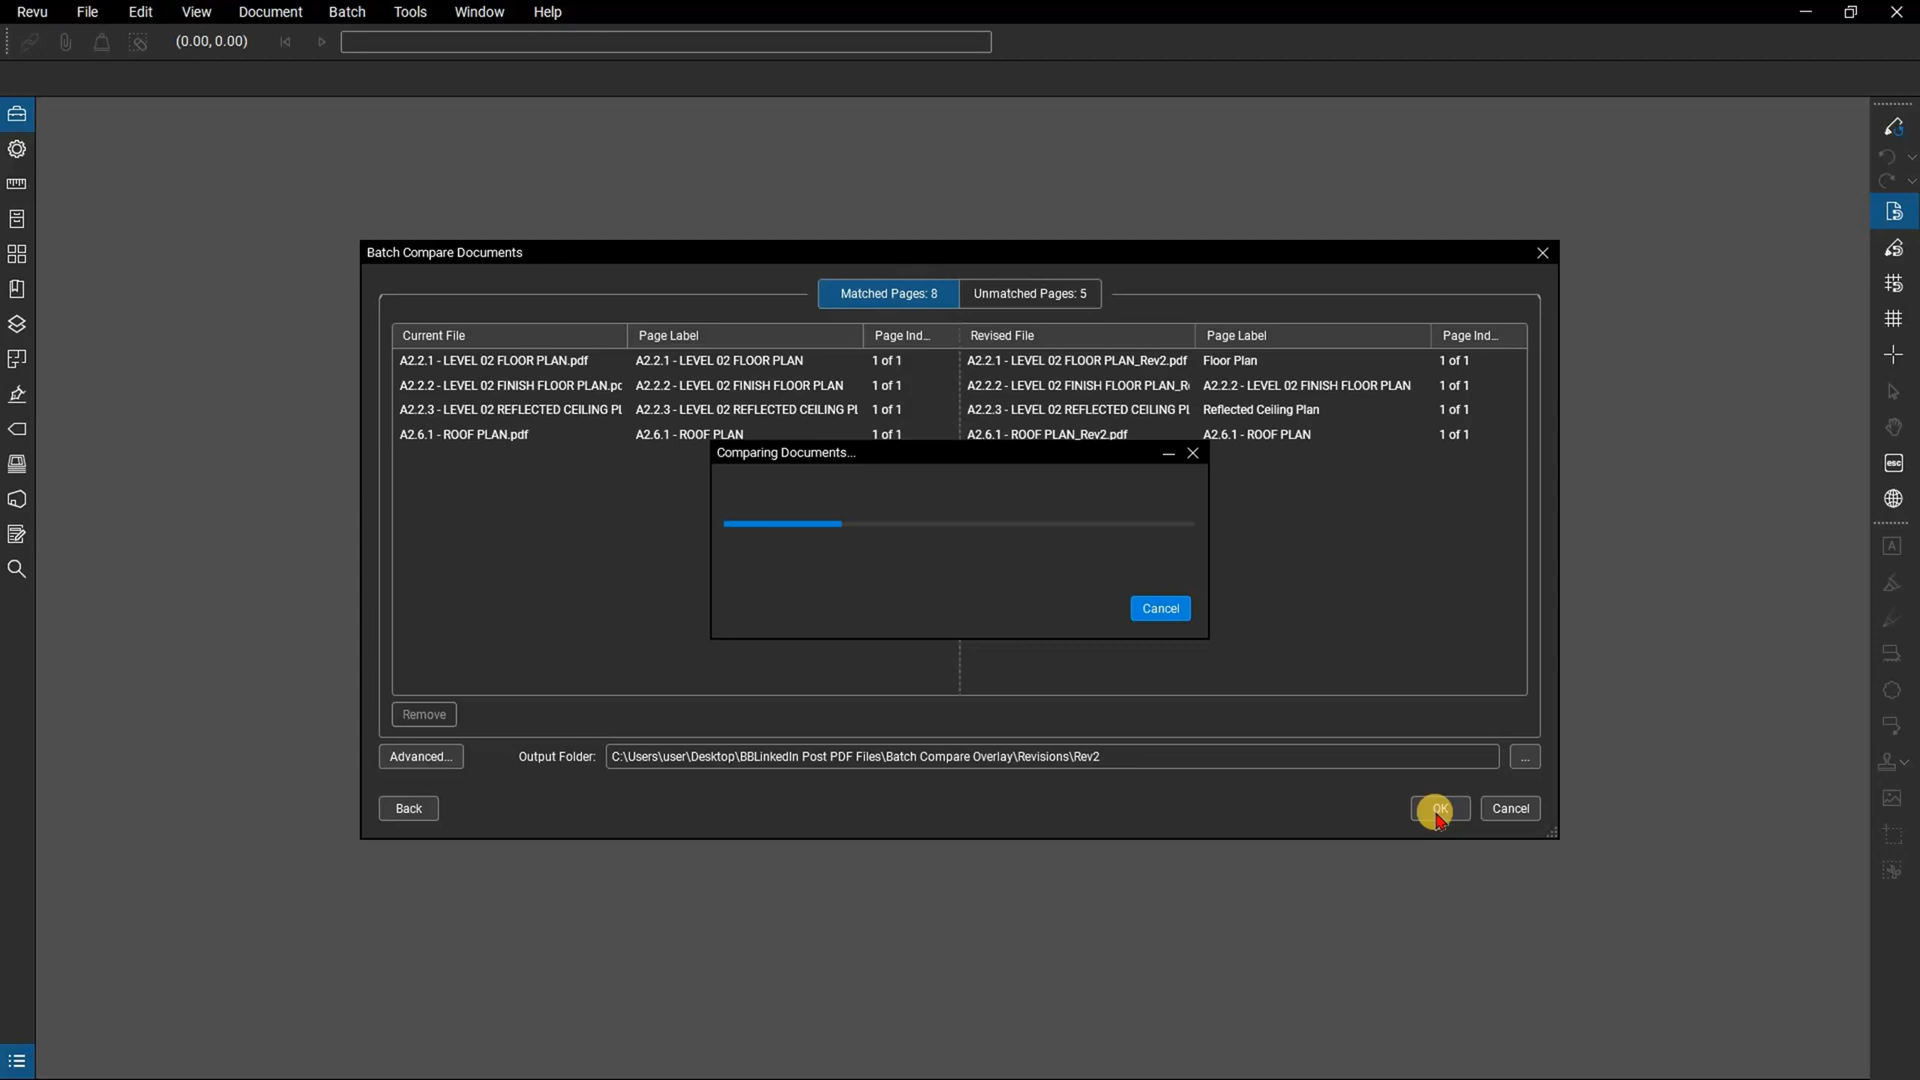 Revu File Edit View Document Batch Tools Window Help
(0.00, 0.00)
Batch Compare Documents
Matched Pages: 8 Unmatched Pages: 5
Current File Page Label Page Ind... Revised File Page Label Page Ind...
A2.2.1 - LEVEL 02 FLOOR PLAN.pdf A2.2.1 - LEVEL 02 FLOOR PLAN 1 of 1 A2.2.1 - LEVEL 02 FLOOR PLAN_Rev2.pdf Floor Plan 1 of 1
A2.2.2 - LEVEL 02 FINISH FLOOR PLAN.pc A2.2.2 - LEVEL 02 FINISH FLOOR PLAN 1 of 1 A2.2.2 - LEVEL 02 FINISH FLOOR PLAN_R A2.2.2 - LEVEL 02 FINISH FLOOR PLAN 1 of 1
A2.2.3 - LEVEL 02 REFLECTED CEILING PL A2.2.3 - LEVEL 02 REFLECTED CEILING PL 1 of 1 A2.2.3 - LEVEL 02 REFLECTED CEILING PL Reflected Ceiling Plan 1 of 1
A2.6.1 - ROOF PLAN.pdf A2.6.1 - ROOF PLAN 1 of 1 A2.6.1 - ROOF PLAN_Rev2.pdf A2.6.1 - ROOF PLAN 1 of 1
Comparing Documents...
esc
A
Cancel
Remove
Advanced... Output Folder: C:\Users\user\Desktop\BBLinkedIn Post PDF Files\Batch Compare Overlay\Revisions\Rev2 ...
Back OK Cancel